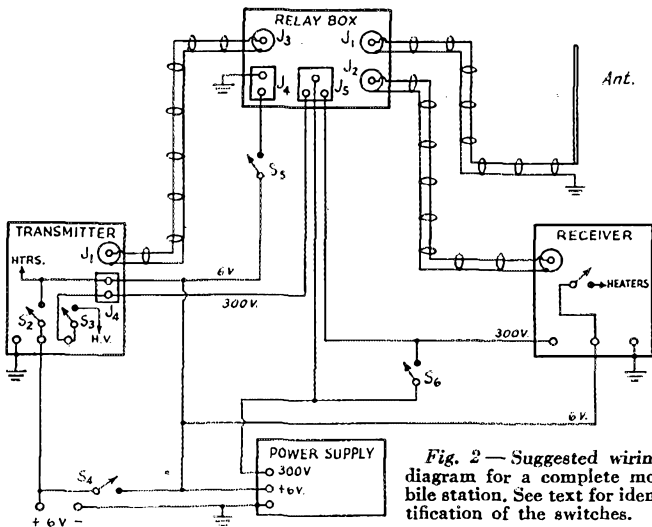 RELAY BOX
J3
J1
J2
J4
J5
Ant.
S5
TRANSMITTER
J1
HTRS.
6V
J4
300V.
S2
S3
H.V.
RECEIVER
HEATERS
300V.
S6
6V.
S4
+ 6V -
POWER SUPPLY
300V
+6V.
-
Fig. 2 — Suggested wiring
diagram for a complete mo-
bile station. See text for iden-
tification of the switches.